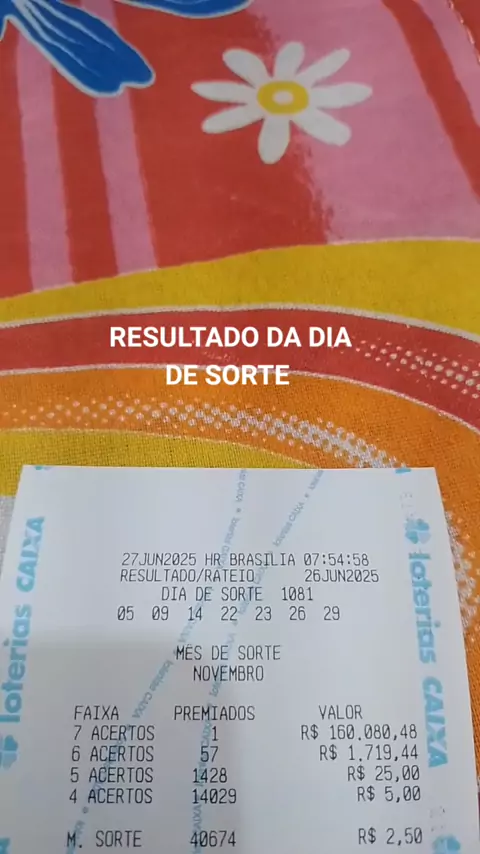 RESULTADO DA DIA
DE SORTE
27JUN2025 HR BRASILIA 07:54:58
RESULTADO/RATEIO 26JUN2025
DIA DE SORTE 1081
05 09 14 22 23 26 29
MÊS DE SORTE
NOVEMBRO
FAIXA PREMIADOS VALOR
7 ACERTOS 1 R$ 160.080,48
6 ACERTOS 57 R$ 1.719,44
5 ACERTOS 1428 R$ 25,00
4 ACERTOS 14029 R$ 5,00
M. SORTE 40674 R$ 2,50
loterias CAIXA
loterias CAIXA